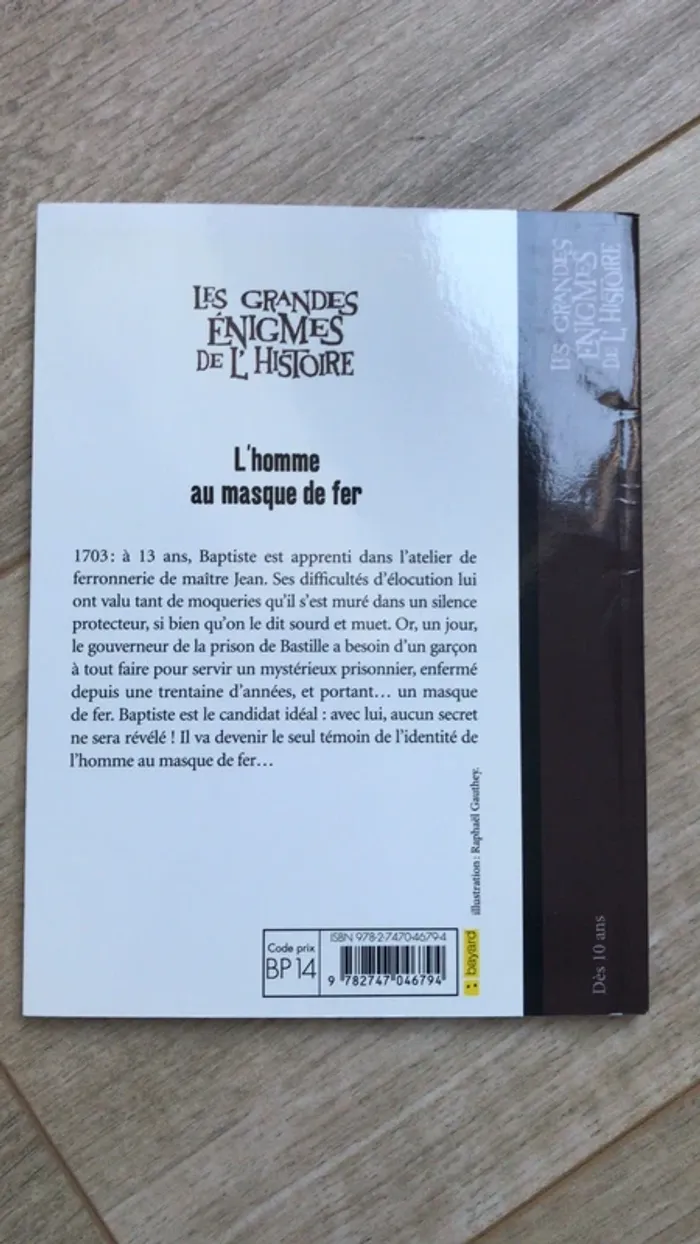 LES GRANDES
ÉNIGMES
DE L'HISTOIRE
L'homme
au masque de fer
1703 : à 13 ans, Baptiste est apprenti dans l'atelier de
ferronnerie de maître Jean. Ses difficultés d'élocution lui
ont valu tant de moqueries qu'il s'est muré dans un silence
protecteur, si bien qu'on le dit sourd et muet. Or, un jour,
le gouverneur de la prison de Bastille a besoin d'un garçon
à tout faire pour servir un mystérieux prisonnier, enfermé
depuis une trentaine d'années, et portant… un masque
de fer. Baptiste est le candidat idéal : avec lui, aucun secret
ne sera révélé ! Il va devenir le seul témoin de l'identité de
l'homme au masque de fer…
illustration : Raphaël Gauthey.
Code prix
BP 14
ISBN 978-2-7470-4679-4
9 782747 046794
bayard
LES GRANDES
ÉNIGMES
DE L'HISTOIRE
Dès 10 ans